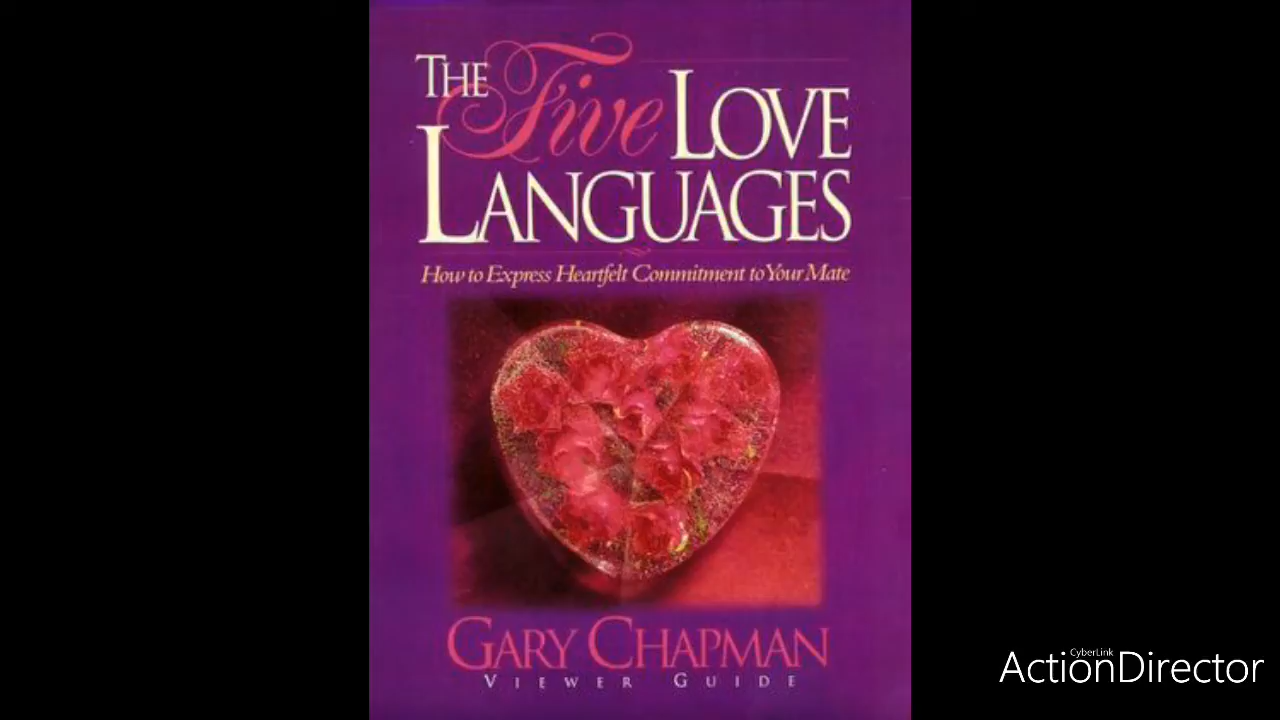 THE Five LOVE
LANGUAGES
How to Express Heartfelt Commitment to Your Mate
GARY CHAPMAN
VIEWER GUIDE
CyberLink
ActionDirector